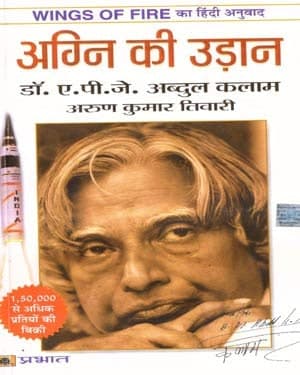 WINGS OF FIRE का हिंदी अनुवाद
अग्नि की उड़ान
डॉ. ए.पी.जे. अब्दुल कलाम
अरुण कुमार तिवारी
INDIA
1,50,000
से अधिक
प्रतियों की
बिक्री
प्रभात